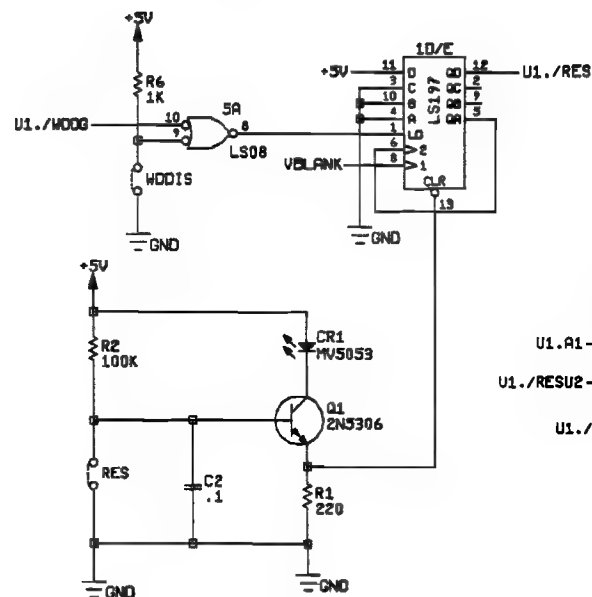 +5V
R6
1K
U1./WDOG
10
9
5A
8
LS08
WDDIS
GND
1D/E
+5V
11
D
QD
12
U1./RES
3
C
QC
2
10
B
QB
9
4
A
QA
5
LS197
1
LD
6
2
VBLANK
8
1
CLR
13
GND
+5V
R2
100K
CR1
MV5053
Q1
2N5306
RES
C2
.1
R1
220
GND
GND
U1.A1
U1./RESU2
U1./